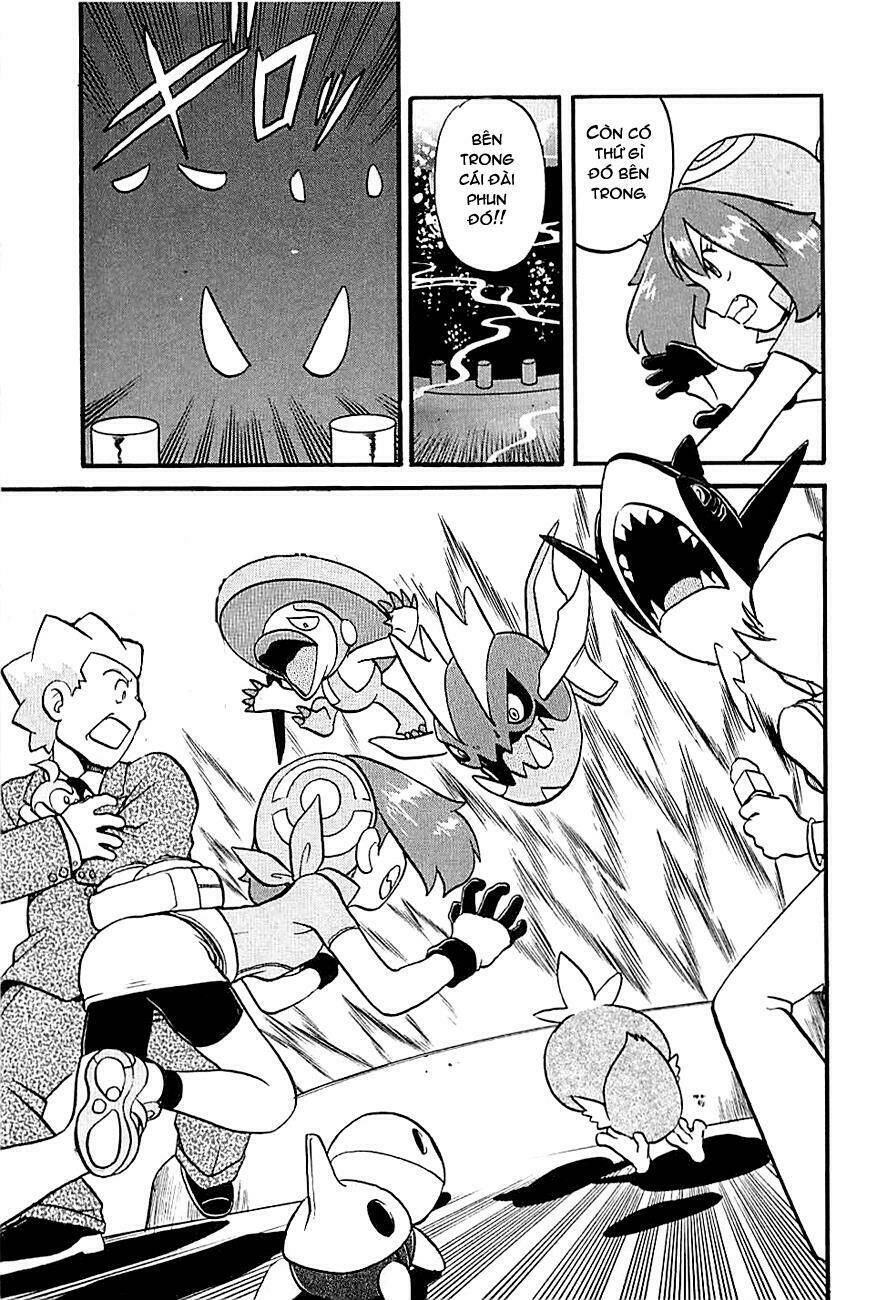 CÒN CÓ
THỨ GÌ
ĐÓ BÊN
TRONG
BÊN
TRONG
CÁI ĐÀI
PHUN
ĐÓ!!
ギロッ